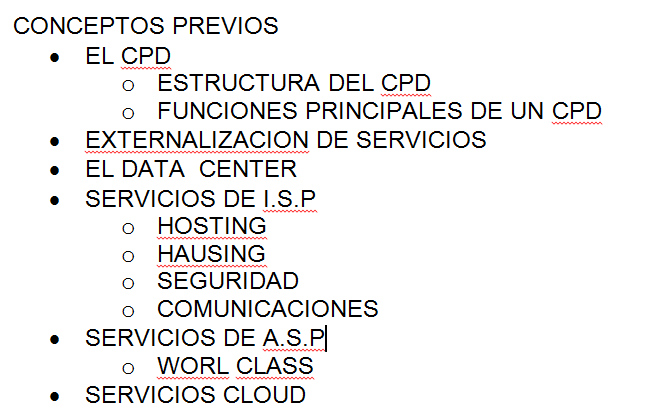 CONCEPTOS PREVIOS
• EL CPD
o ESTRUCTURA DEL CPD
o FUNCIONES PRINCIPALES DE UN CPD
• EXTERNALIZACION DE SERVICIOS
• EL DATA  CENTER
• SERVICIOS DE I.S.P
o HOSTING
o HAUSING
o SEGURIDAD
o COMUNICACIONES
• SERVICIOS DE A.S.P
o WORL CLASS
• SERVICIOS CLOUD